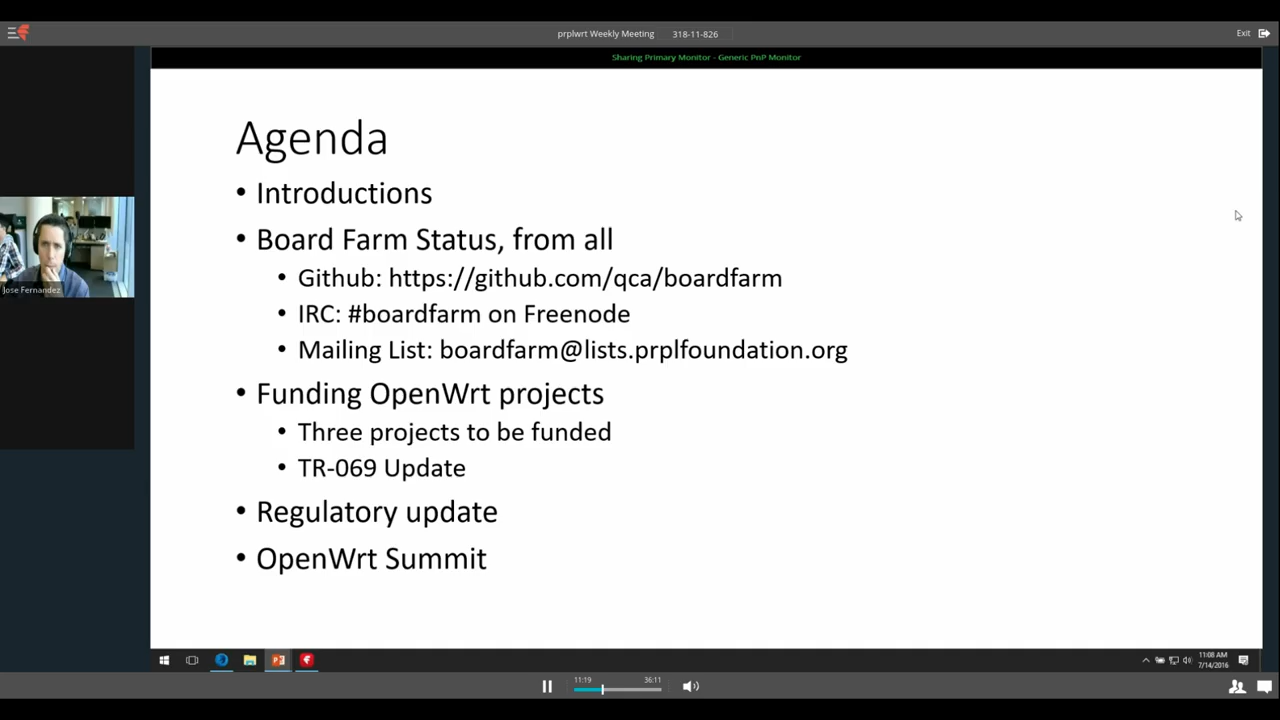 prplwrt Weekly Meeting 318-11-826 Exit
Sharing Primary Monitor - Generic PnP Monitor
Agenda
• Introductions
• Board Farm Status, from all
• Github: https://github.com/qca/boardfarm
• IRC: #boardfarm on Freenode
• Mailing List: boardfarm@lists.prplfoundation.org
• Funding OpenWrt projects
• Three projects to be funded
• TR-069 Update
• Regulatory update
• OpenWrt Summit
Jose Fernandez
11:08 AM
7/14/2016
11:19 36:11